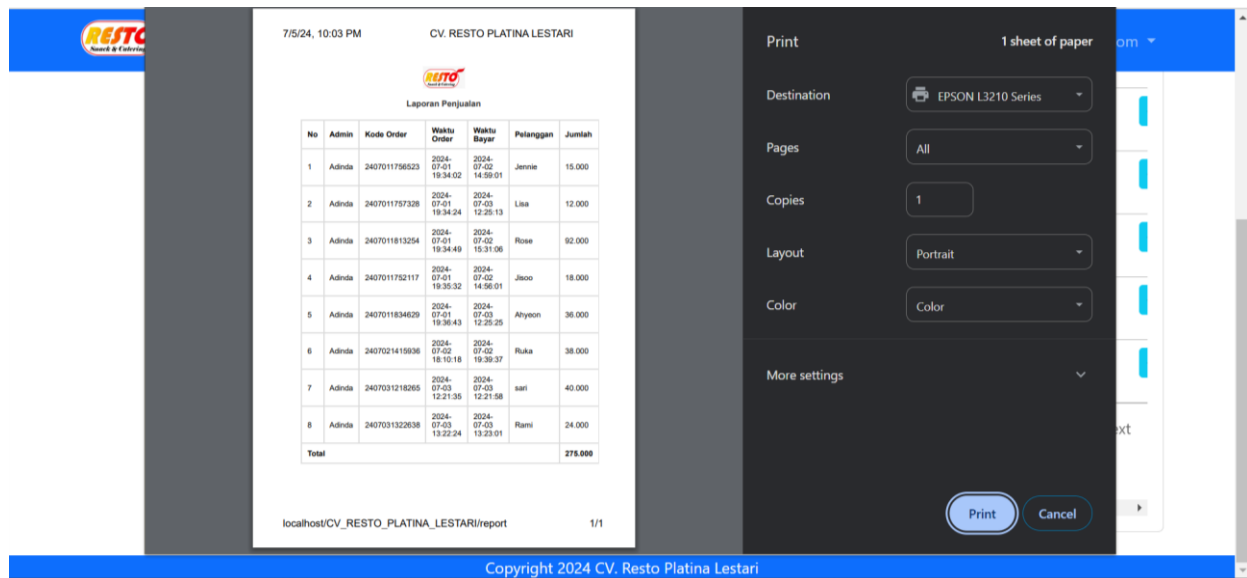 RESTO
Snack & Catering
om
7/5/24, 10:03 PM CV. RESTO PLATINA LESTARI
RESTO
Laporan Penjualan
No Admin Kode Order Waktu Order Waktu Bayar Pelanggan Jumlah
1 Adinda 2407011756523 2024-07-01 19:34:02 2024-07-02 14:59:01 Jennie 15.000
2 Adinda 2407011757328 2024-07-01 19:34:24 2024-07-03 12:25:13 Lisa 12.000
3 Adinda 2407011813254 2024-07-01 19:34:49 2024-07-02 15:31:06 Rose 92.000
4 Adinda 2407011752117 2024-07-01 19:35:32 2024-07-02 14:56:01 Jisoo 18.000
5 Adinda 2407011834629 2024-07-01 19:36:43 2024-07-03 12:25:25 Ahyeon 36.000
6 Adinda 2407021415936 2024-07-02 18:10:18 2024-07-02 19:39:37 Ruka 38.000
7 Adinda 2407031218265 2024-07-03 12:21:35 2024-07-03 12:21:58 sari 40.000
8 Adinda 2407031322638 2024-07-03 13:22:24 2024-07-03 13:23:01 Rami 24.000
Total 275.000
localhost/CV_RESTO_PLATINA_LESTARI/report 1/1
Print 1 sheet of paper
Destination EPSON L3210 Series
Pages All
Copies 1
Layout Portrait
Color Color
More settings
Print Cancel
ext
Copyright 2024 CV. Resto Platina Lestari